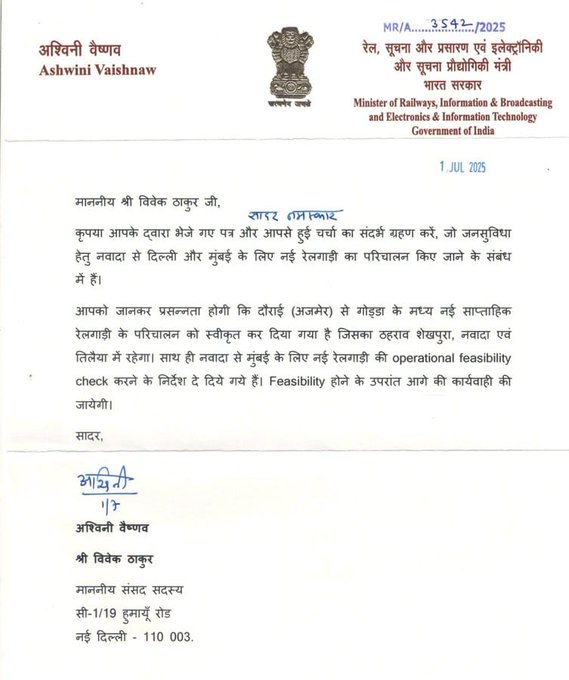 MR/A...3542.../2025
अश्विनी वैष्णव
Ashwini Vaishnaw
सत्यमेव जयते
रेल, सूचना और प्रसारण एवं इलेक्ट्रॉनिकी
और सूचना प्रौद्योगिकी मंत्री
भारत सरकार
Minister of Railways, Information & Broadcasting
and Electronics & Information Technology
Government of India
1 JUL 2025
माननीय श्री विवेक ठाकुर जी,
सादर नमस्कार
कृपया आपके द्वारा भेजे गए पत्र और आपसे हुई चर्चा का संदर्भ ग्रहण करें, जो जनसुविधा
हेतु नवादा से दिल्ली और मुंबई के लिए नई रेलगाड़ी का परिचालन किए जाने के संबंध
में हैं।
आपको जानकर प्रसन्नता होगी कि दौराई (अजमेर) से गोड्डा के मध्य नई साप्ताहिक
रेलगाड़ी के परिचालन को स्वीकृत कर दिया गया है जिसका ठहराव शेखपुरा, नवादा एवं
तिलैया में रहेगा। साथ ही नवादा से मुंबई के लिए नई रेलगाड़ी की operational feasibility
check करने के निर्देश दे दिये गये हैं। Feasibility होने के उपरांत आगे की कार्यवाही की
जायेगी।
सादर,
अश्विनी
1/7
अश्विनी वैष्णव
श्री विवेक ठाकुर
माननीय संसद सदस्य
सी-1/19 हुमायूँ रोड
नई दिल्ली - 110 003.